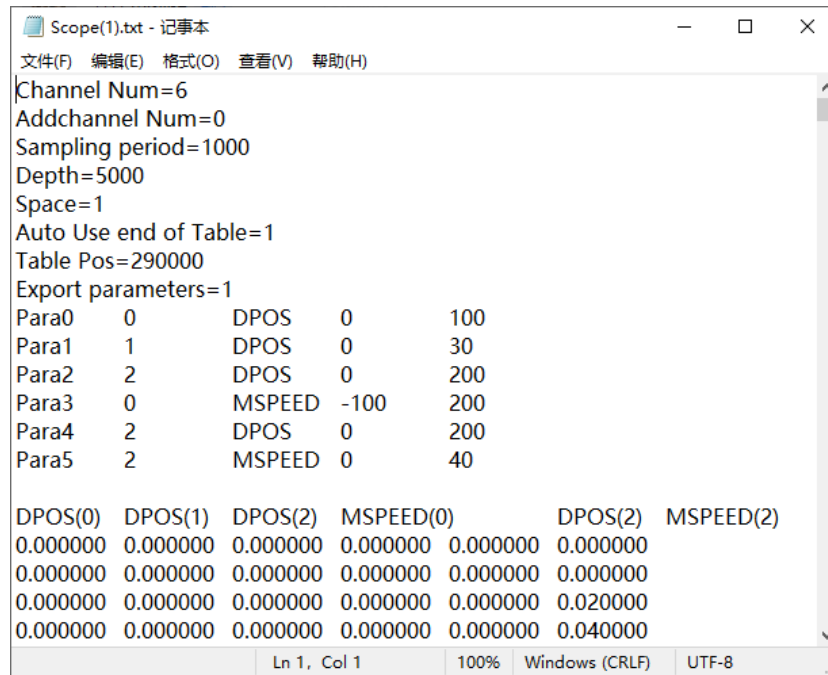 Scope(1).txt - 记事本
文件(F) 编辑(E) 格式(O) 查看(V) 帮助(H)
Channel Num=6
Addchannel Num=0
Sampling period=1000
Depth=5000
Space=1
Auto Use end of Table=1
Table Pos=290000
Export parameters=1
Para0 0 DPOS 0 100
Para1 1 DPOS 0 30
Para2 2 DPOS 0 200
Para3 0 MSPEED -100 200
Para4 2 DPOS 0 200
Para5 2 MSPEED 0 40
DPOS(0) DPOS(1) DPOS(2) MSPEED(0) DPOS(2) MSPEED(2)
0.000000 0.000000 0.000000 0.000000 0.000000 0.000000
0.000000 0.000000 0.000000 0.000000 0.000000 0.000000
0.000000 0.000000 0.000000 0.000000 0.000000 0.020000
0.000000 0.000000 0.000000 0.000000 0.000000 0.040000
Ln 1, Col 1 100% Windows (CRLF) UTF-8